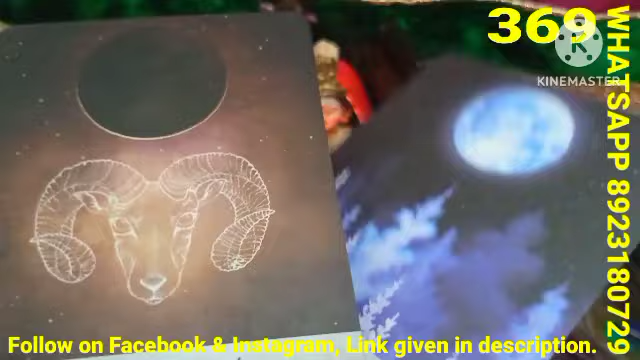 369
KINEMASTER
WHATSAPP 8923180729
Follow on Facebook & Instagram, Link given in description.